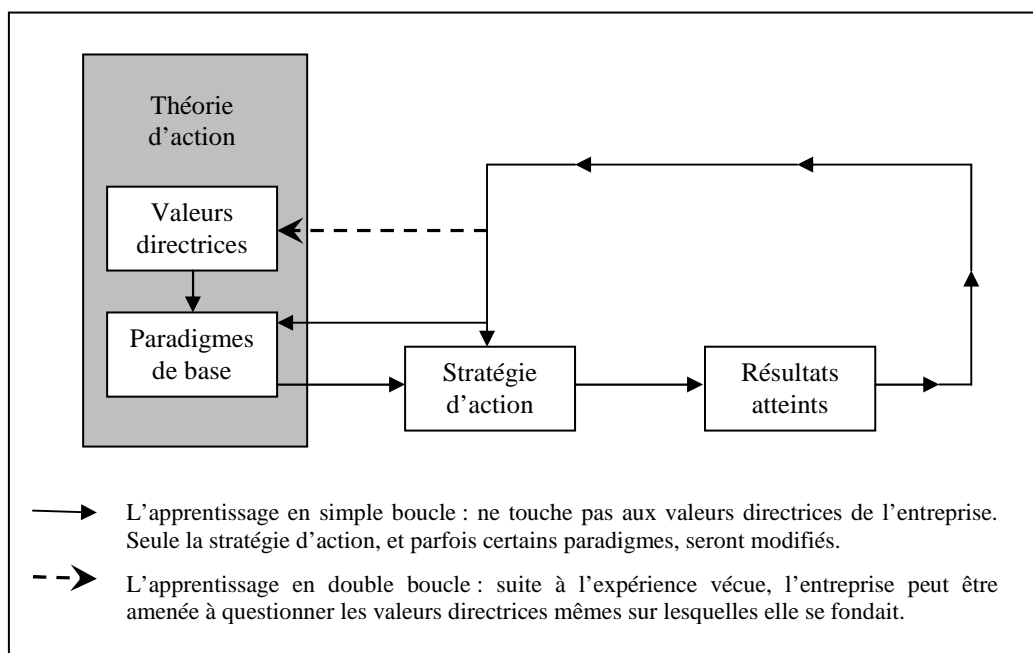 Théorie
d’action
Valeurs
directrices
Paradigmes
de base
Stratégie
d’action
Résultats
atteints
L’apprentissage en simple boucle : ne touche pas aux valeurs directrices de l’entreprise.
Seule la stratégie d’action, et parfois certains paradigmes, seront modifiés.
L’apprentissage en double boucle : suite à l’expérience vécue, l’entreprise peut être
amenée à questionner les valeurs directrices mêmes sur lesquelles elle se fondait.